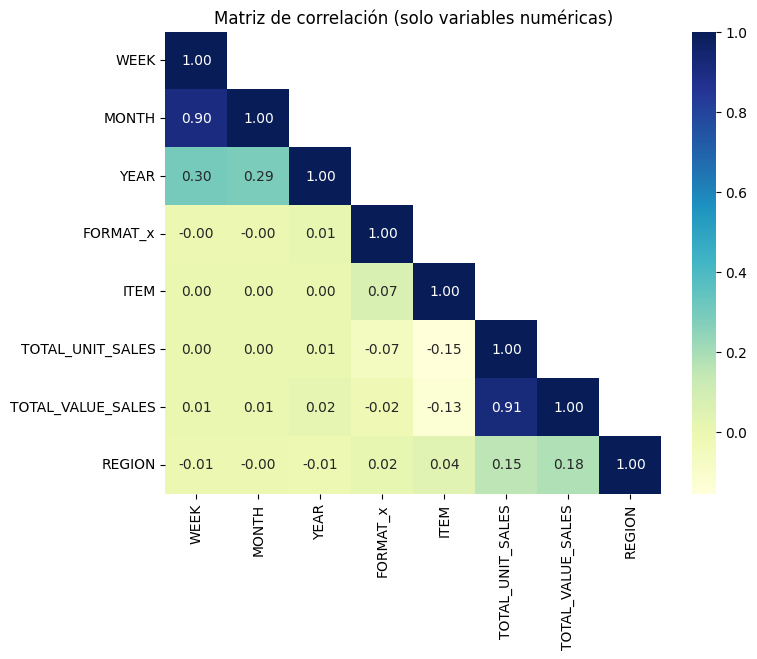 Matriz de correlación (solo variables numéricas)
WEEK 1.00
MONTH 0.90 1.00
YEAR 0.30 0.29 1.00
FORMAT_x -0.00 -0.00 0.01 1.00
ITEM 0.00 0.00 0.00 0.07 1.00
TOTAL_UNIT_SALES 0.00 0.00 0.01 -0.07 -0.15 1.00
TOTAL_VALUE_SALES 0.01 0.01 0.02 -0.02 -0.13 0.91 1.00
REGION -0.01 -0.00 -0.01 0.02 0.04 0.15 0.18 1.00
WEEK
MONTH
YEAR
FORMAT_x
ITEM
TOTAL_UNIT_SALES
TOTAL_VALUE_SALES
REGION
1.0
0.8
0.6
0.4
0.2
0.0